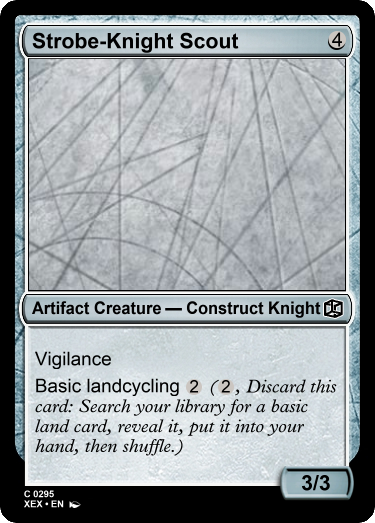 Strobe-Knight Scout 4
Artifact Creature — Construct Knight
Vigilance
Basic landcycling 2 (2, Discard this
card: Search your library for a basic
land card, reveal it, put it into your
hand, then shuffle.)
3/3
C 0295
XEX • EN